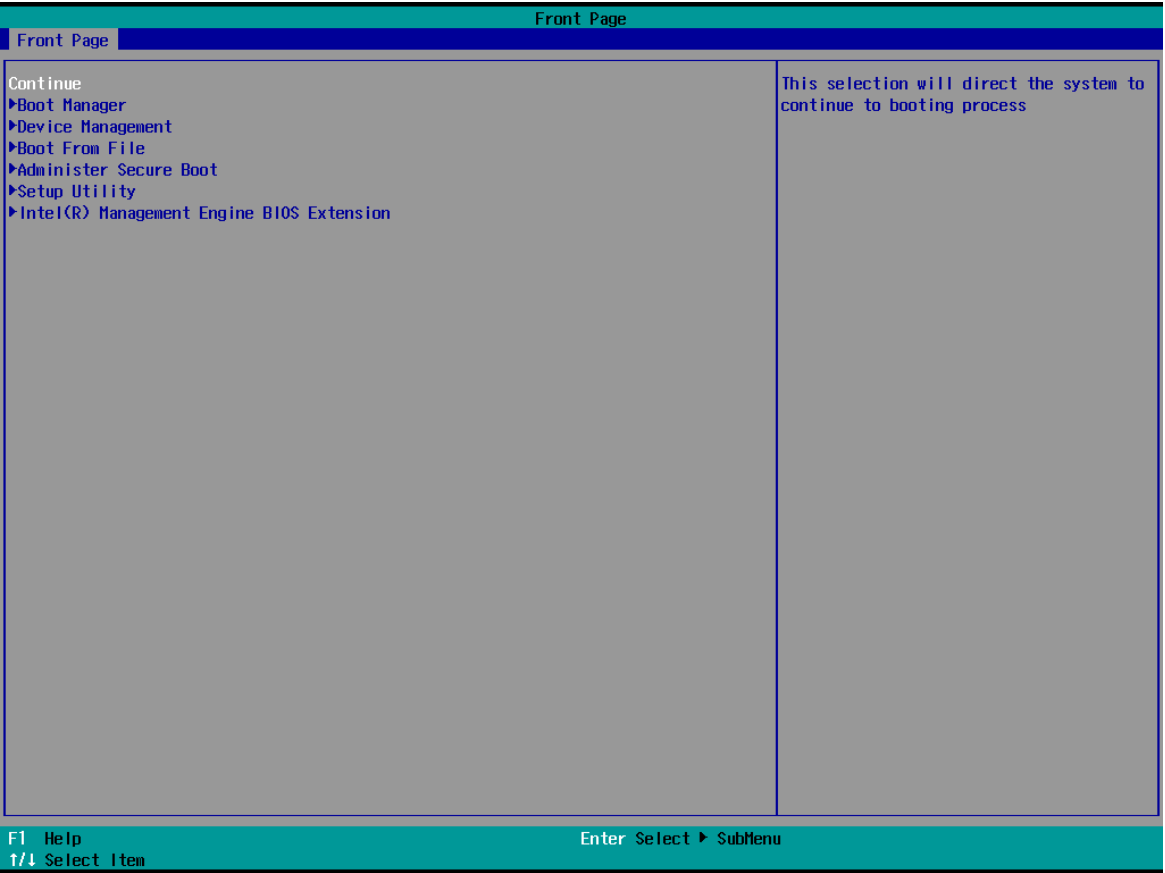 Front Page
Front Page
Continue
▶Boot Manager
▶Device Management
▶Boot From File
▶Administer Secure Boot
▶Setup Utility
▶Intel(R) Management Engine BIOS Extension
This selection will direct the system to
continue to booting process
F1 Help
↑/↓ Select Item
Enter Select ▶ SubMenu